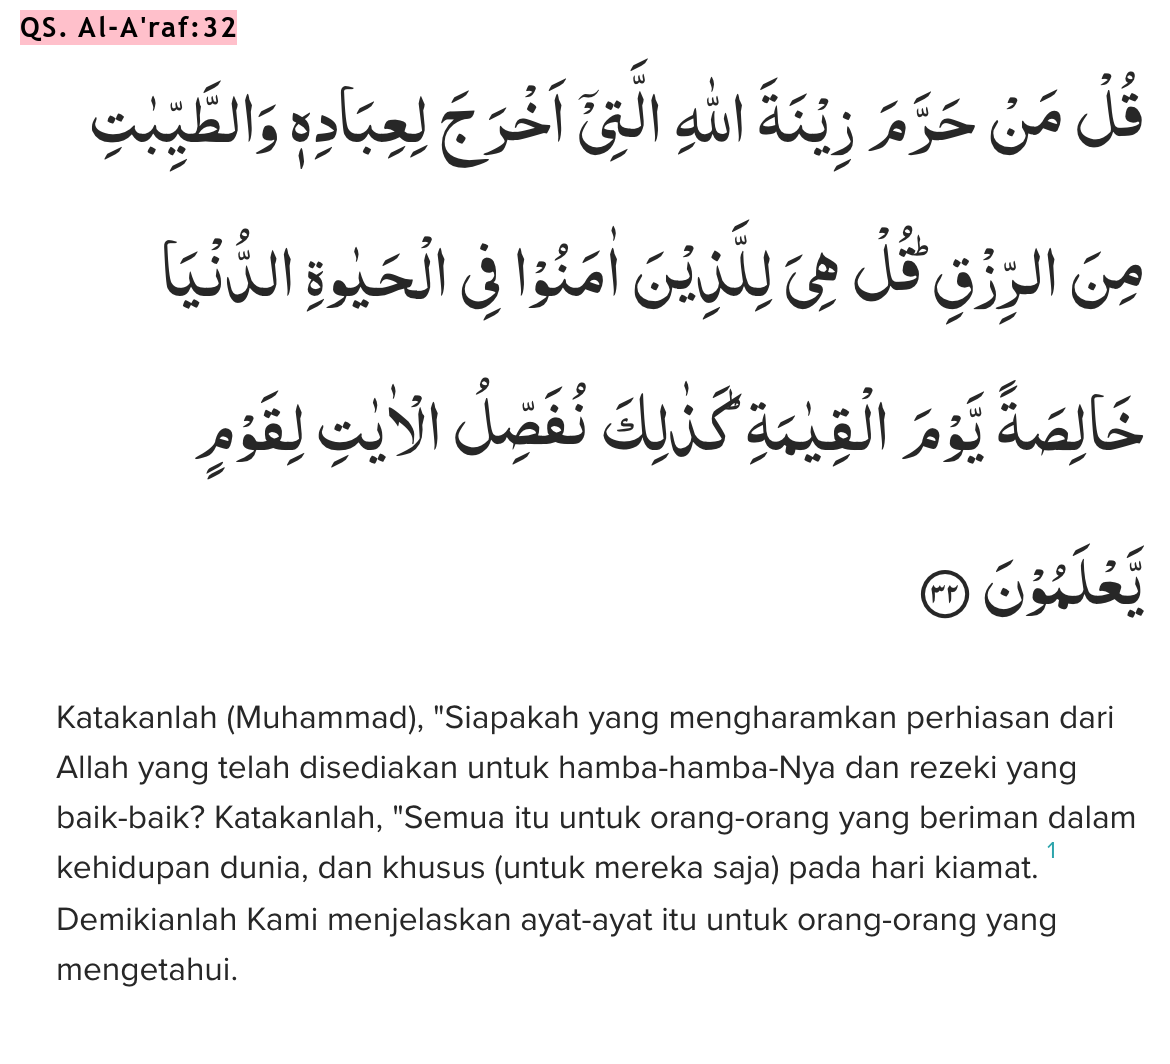 QS. Al-A'raf:32
قُلْ مَنْ حَرَّمَ زِيْنَةَ اللّٰهِ الَّتِيْٓ اَخْرَجَ لِعِبَادِهٖ وَالطَّيِّبٰتِ
مِنَ الرِّزْقِۗ قُلْ هِيَ لِلَّذِيْنَ اٰمَنُوْا فِى الْحَيٰوةِ الدُّنْيَا
خَالِصَةً يَّوْمَ الْقِيٰمَةِۗ كَذٰلِكَ نُفَصِّلُ الْاٰيٰتِ لِقَوْمٍ
يَّعْلَمُوْنَ ٣٢
Katakanlah (Muhammad), "Siapakah yang mengharamkan perhiasan dari
Allah yang telah disediakan untuk hamba-hamba-Nya dan rezeki yang
baik-baik? Katakanlah, "Semua itu untuk orang-orang yang beriman dalam
kehidupan dunia, dan khusus (untuk mereka saja) pada hari kiamat. 1
Demikianlah Kami menjelaskan ayat-ayat itu untuk orang-orang yang
mengetahui.